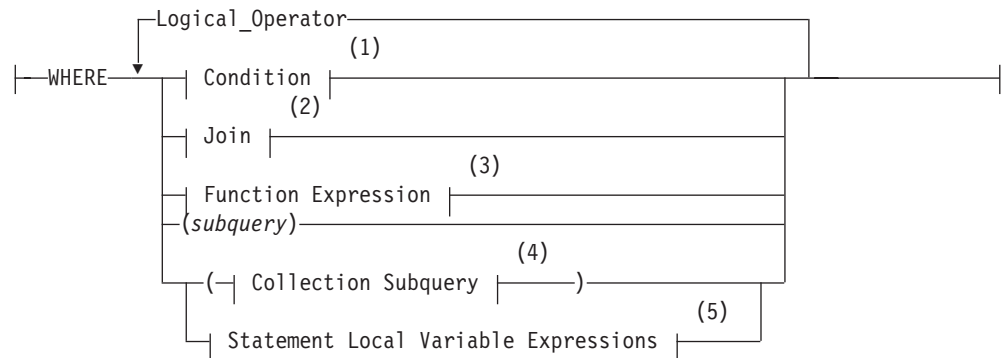 Logical_Operator
(1)
WHERE Condition
(2)
Join
(3)
Function Expression
(subquery)
(4)
( Collection Subquery )
(5)
Statement Local Variable Expressions